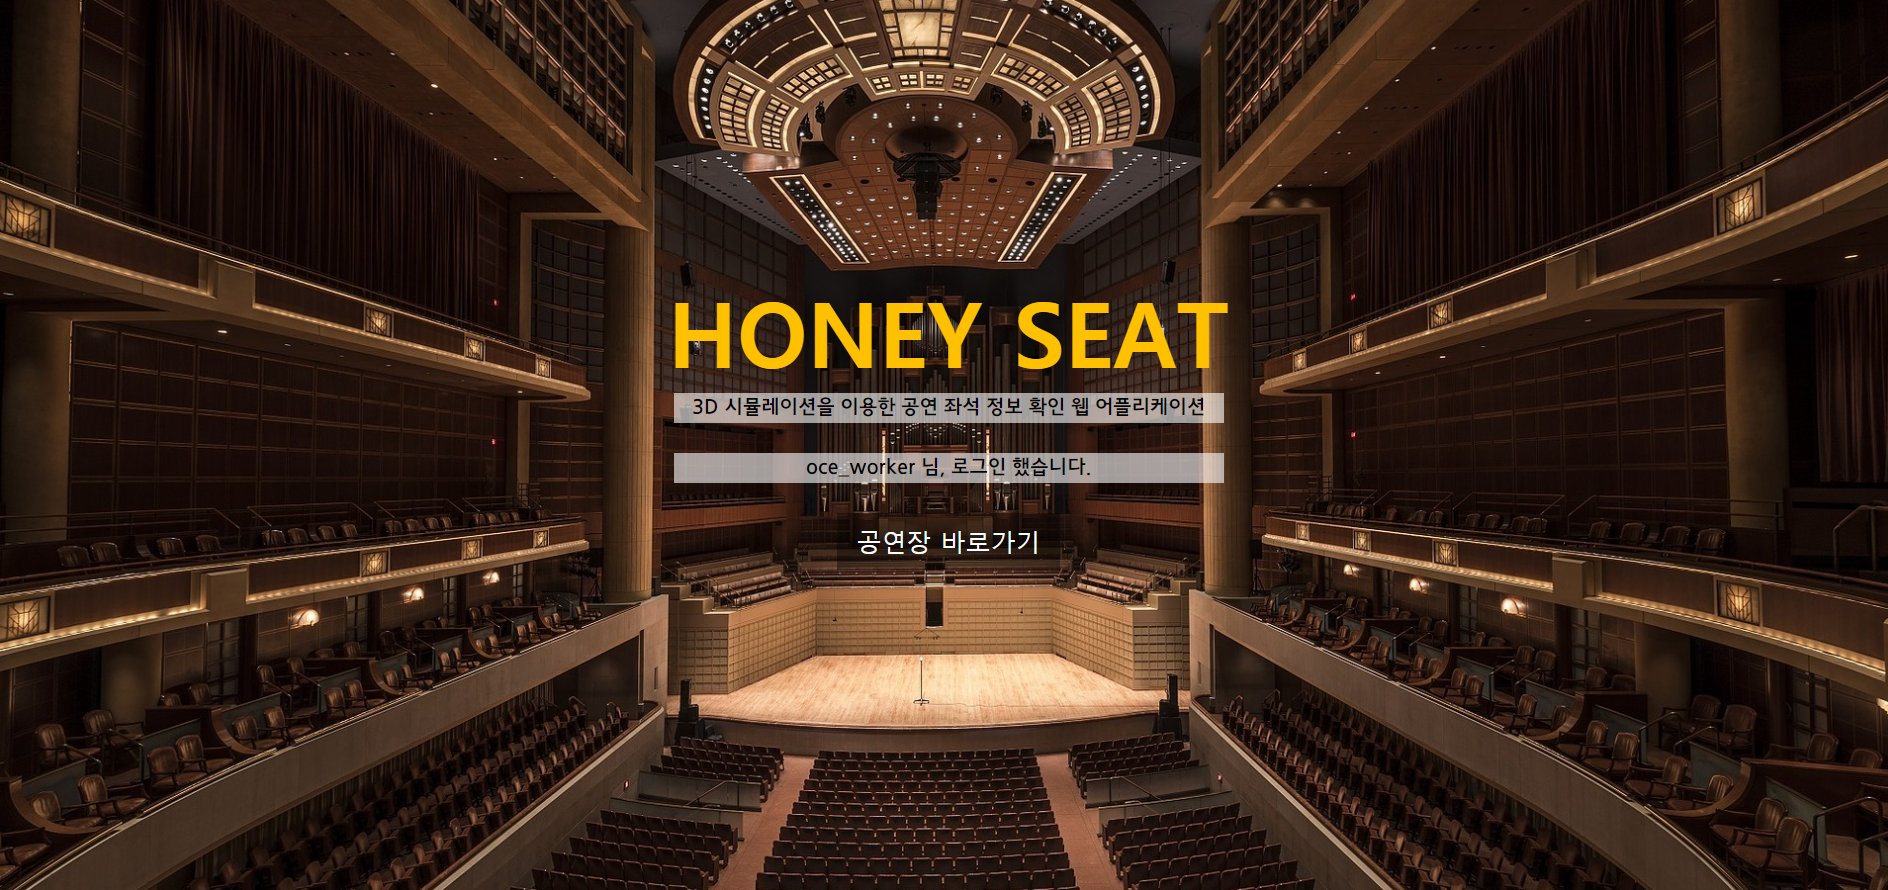 HONEY SEAT
3D 시뮬레이션을 이용한 공연 좌석 정보 확인 웹 어플리케이션
oce_worker 님, 로그인 했습니다.
공연장 바로가기